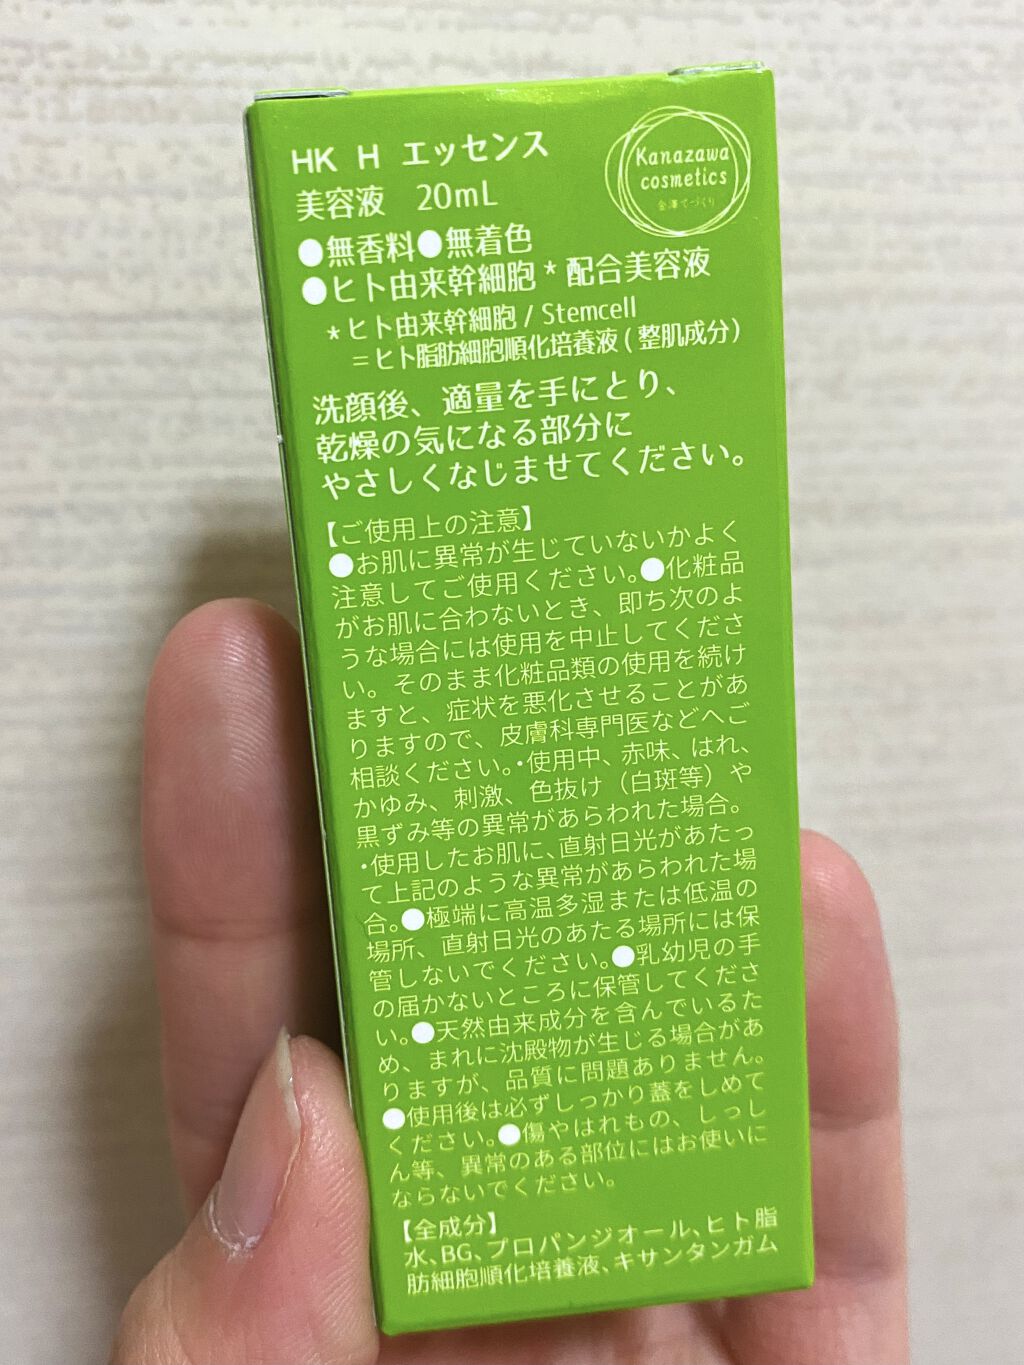 HK H エッセンス
美容液 20mL
Kanazawa
cosmetics
金澤てづくり
●無香料●無着色
●ヒト由来幹細胞*配合美容液
*ヒト由来幹細胞 / Stemcell
=ヒト脂肪細胞順化培養液(整肌成分)
洗顔後、適量を手にとり、
乾燥の気になる部分に
やさしくなじませてください。
【ご使用上の注意】
●お肌に異常が生じていないかよく
注意してご使用ください。●化粧品
がお肌に合わないとき、即ち次のよ
うな場合には使用を中止してくださ
い。そのまま化粧品類の使用を続け
ますと、症状を悪化させることがあ
りますので、皮膚科専門医などへご
相談ください。・使用中、赤味、はれ、
かゆみ、刺激、色抜け(白斑等)や
黒ずみ等の異常があらわれた場合。
・使用したお肌に、直射日光があたっ
て上記のような異常があらわれた場
合。●極端に高温多湿または低温の
場所、直射日光のあたる場所には保
管しないでください。●乳幼児の手
の届かないところに保管してくださ
い。●天然由来成分を含んでいるた
め、まれに沈殿物が生じる場合があ
りますが、品質に問題ありません。
●使用後は必ずしっかり蓋をしめて
ください。●傷やはれもの、しっし
ん等、異常のある部位にはお使いに
ならないでください。
【全成分】
水、BG、プロパンジオール、ヒト脂
肪細胞順化培養液、キサンタンガム